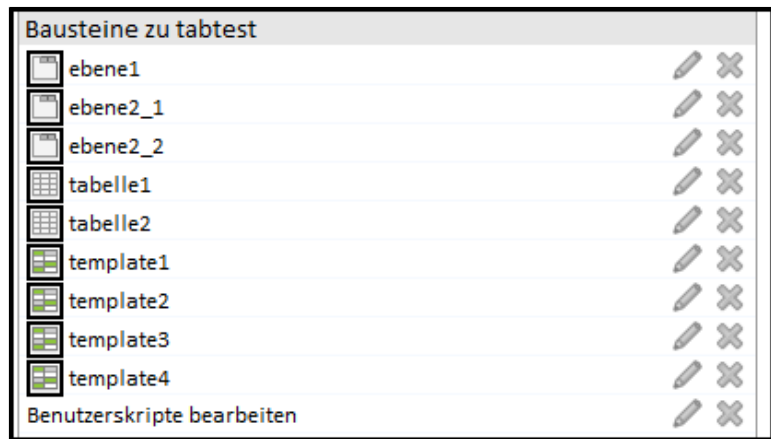 Bausteine zu tabtest
ebene1
ebene2_1
ebene2_2
tabelle1
tabelle2
template1
template2
template3
template4
Benutzerskripte bearbeiten